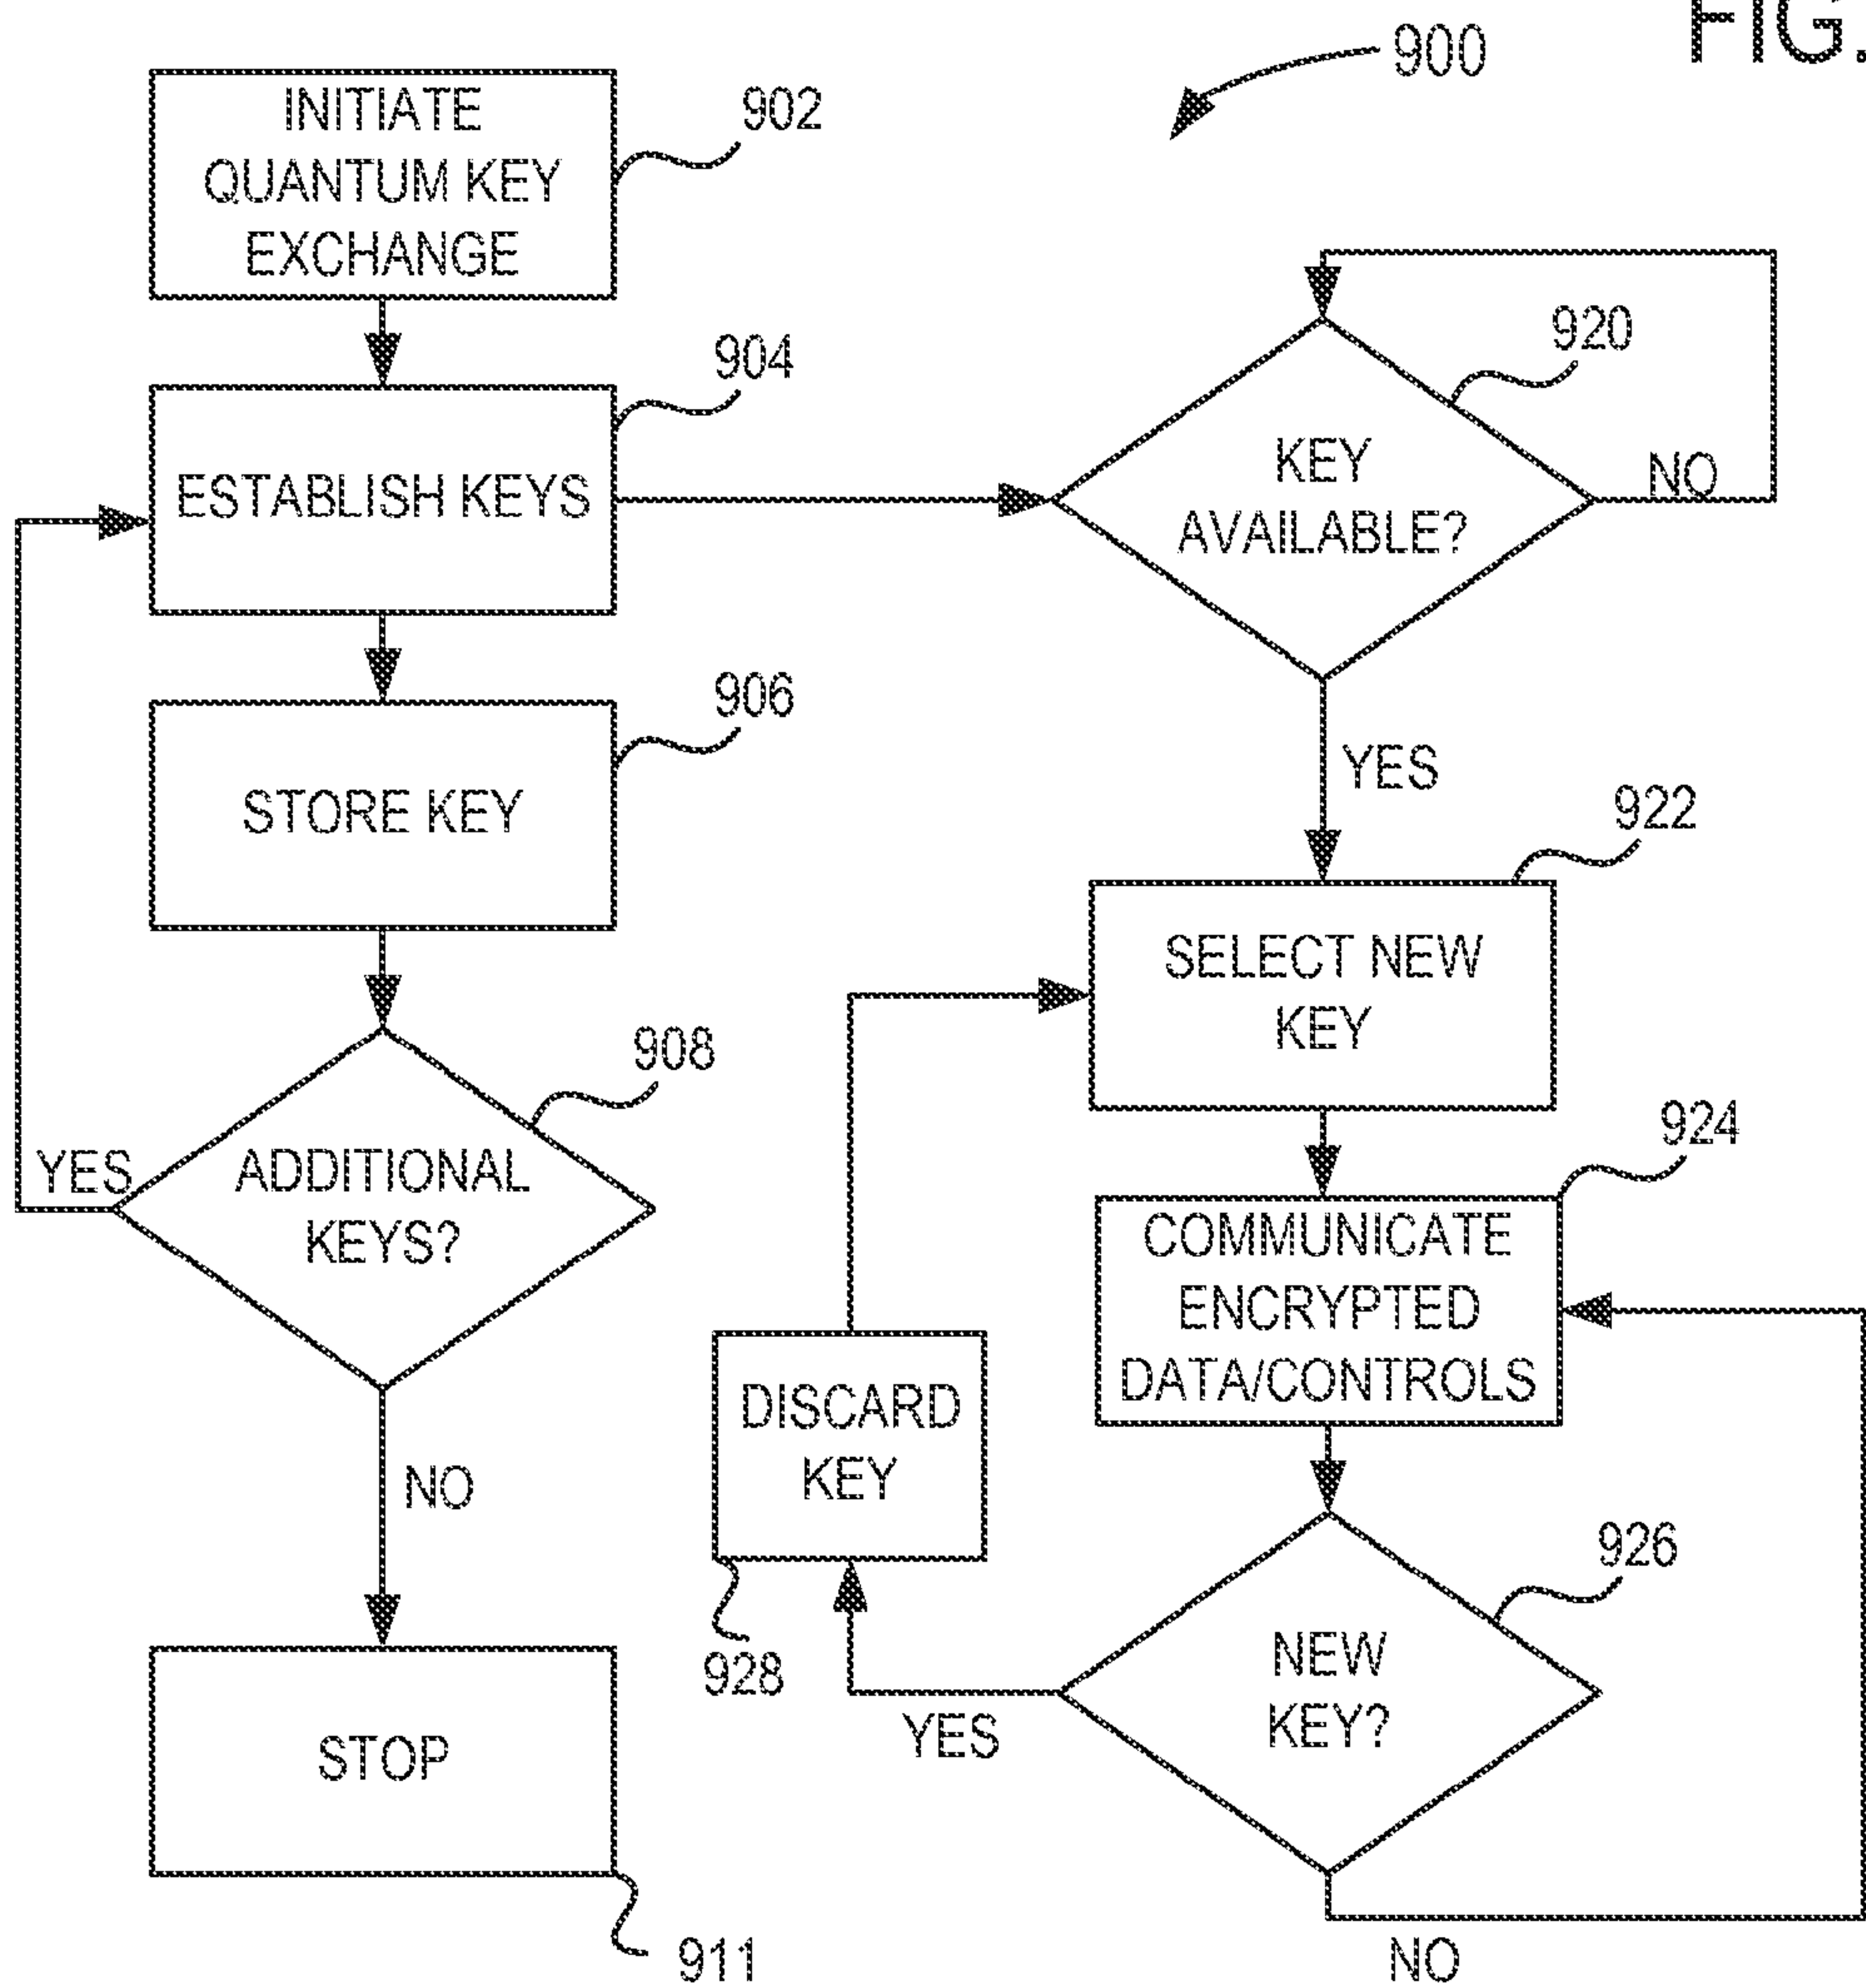 FIG.
900
INITIATE
QUANTUM KEY
EXCHANGE
902
ESTABLISH KEYS
904
STORE KEY
906
ADDITIONAL
KEYS?
908
YES
NO
STOP
911
KEY
AVAILABLE?
920
NO
YES
SELECT NEW
KEY
922
COMMUNICATE
ENCRYPTED
DATA/CONTROLS
924
NEW
KEY?
926
YES
NO
DISCARD
KEY
928